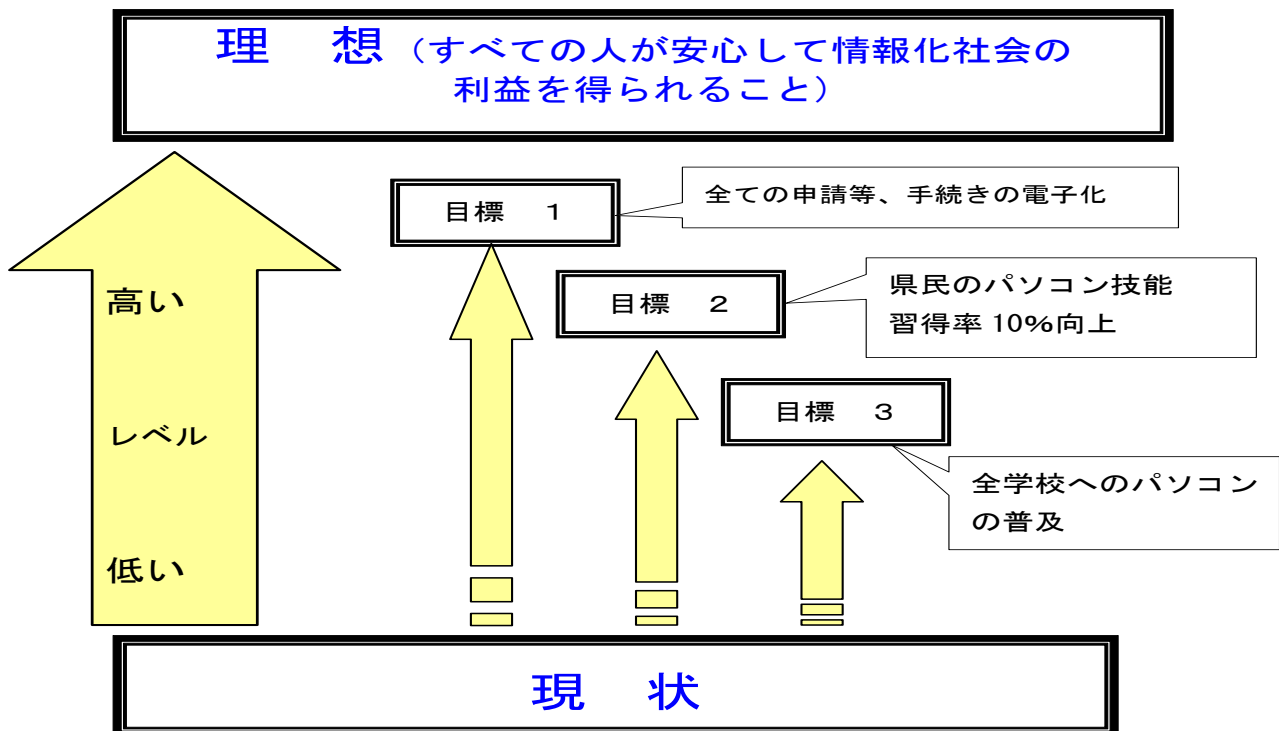 理　想（すべての人が安心して情報化社会の
利益を得られること）
目標　１
全ての申請等、手続きの電子化
目標　２
県民のパソコン技能
習得率 10%向上
目標　３
全学校へのパソコン
の普及
高い
レベル
低い
現　状